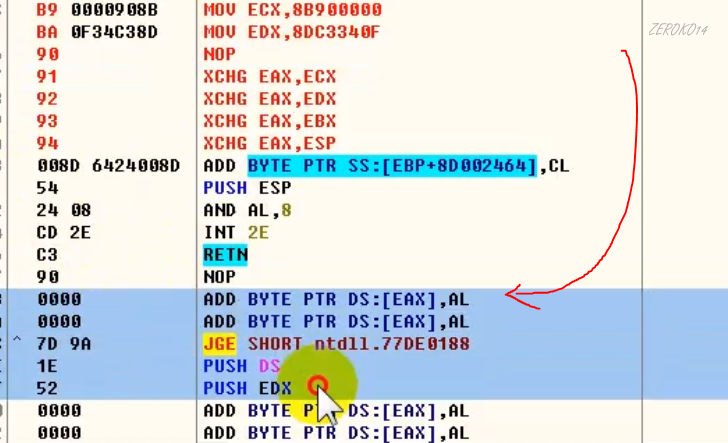 B9 0000908B MOV ECX,8B900000
BA 0F34C38D MOV EDX,8DC3340F
ZEROKO14
90 NOP
91 XCHG EAX,ECX
92 XCHG EAX,EDX
93 XCHG EAX,EBX
94 XCHG EAX,ESP
008D 6424008D ADD BYTE PTR SS:[EBP+8D002464],CL
54 PUSH ESP
24 08 AND AL,8
CD 2E INT 2E
C3 RETN
90 NOP
0000 ADD BYTE PTR DS:[EAX],AL
0000 ADD BYTE PTR DS:[EAX],AL
^ 7D 9A JGE SHORT ntdll.77DE0188
1E PUSH DS
52 PUSH EDX
0000 ADD BYTE PTR DS:[EAX],AL
0000 ADD BYTE PTR DS:[EAX],AL